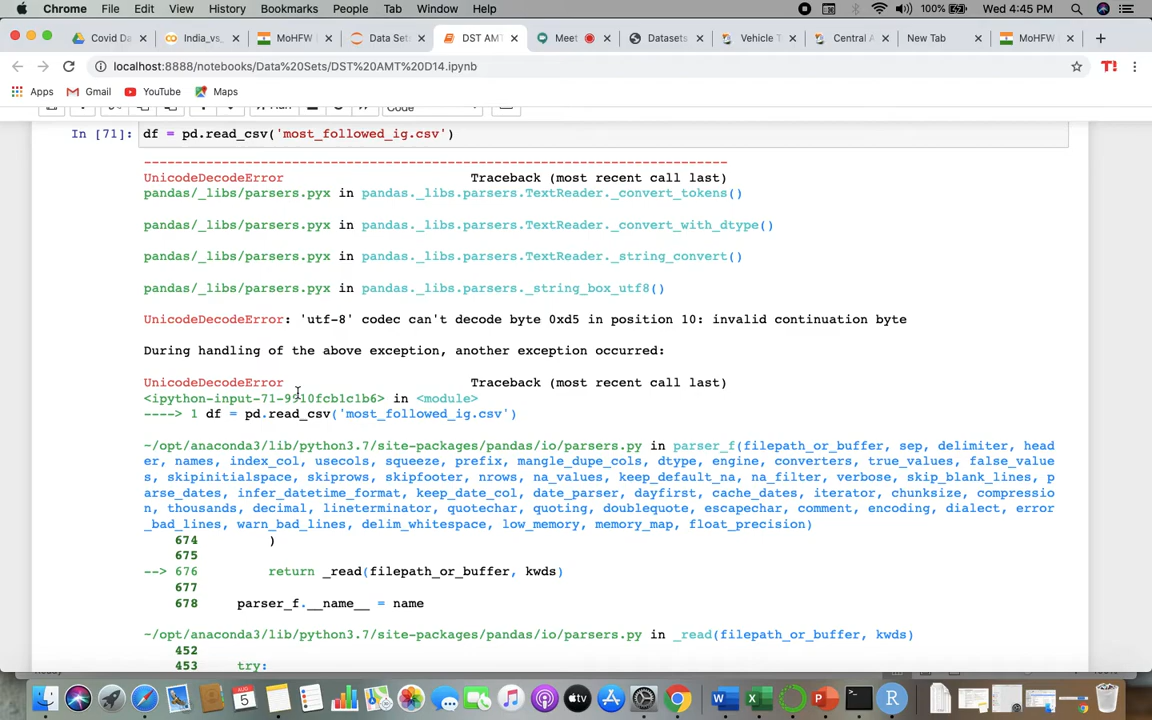 Chrome File Edit View History Bookmarks People Tab Window Help 100% Wed 4:45 PM
Covid Da India_vs_ MoHFW Data Set DST AMT Meet Datasets Vehicle T Central A New Tab MoHFW
localhost:8888/notebooks/Data%20Sets/DST%20AMT%20D14.ipynb T!
Apps Gmail YouTube Maps
Run Code
In [71]: df = pd.read_csv('most_followed_ig.csv')
---------------------------------------------------------------------------
UnicodeDecodeError Traceback (most recent call last)
pandas/_libs/parsers.pyx in pandas._libs.parsers.TextReader._convert_tokens()
pandas/_libs/parsers.pyx in pandas._libs.parsers.TextReader._convert_with_dtype()
pandas/_libs/parsers.pyx in pandas._libs.parsers.TextReader._string_convert()
pandas/_libs/parsers.pyx in pandas._libs.parsers._string_box_utf8()
UnicodeDecodeError: 'utf-8' codec can't decode byte 0xd5 in position 10: invalid continuation byte
During handling of the above exception, another exception occurred:
UnicodeDecodeError Traceback (most recent call last)
<ipython-input-71-9910fcb1c1b6> in <module>
----> 1 df = pd.read_csv('most_followed_ig.csv')
~/opt/anaconda3/lib/python3.7/site-packages/pandas/io/parsers.py in parser_f(filepath_or_buffer, sep, delimiter, head
er, names, index_col, usecols, squeeze, prefix, mangle_dupe_cols, dtype, engine, converters, true_values, false_value
s, skipinitialspace, skiprows, skipfooter, nrows, na_values, keep_default_na, na_filter, verbose, skip_blank_lines, p
arse_dates, infer_datetime_format, keep_date_col, date_parser, dayfirst, cache_dates, iterator, chunksize, compressio
n, thousands, decimal, lineterminator, quotechar, quoting, doublequote, escapechar, comment, encoding, dialect, error
_bad_lines, warn_bad_lines, delim_whitespace, low_memory, memory_map, float_precision)
674 )
675
--> 676 return _read(filepath_or_buffer, kwds)
677
678 parser_f.__name__ = name
~/opt/anaconda3/lib/python3.7/site-packages/pandas/io/parsers.py in _read(filepath_or_buffer, kwds)
452
453 try: